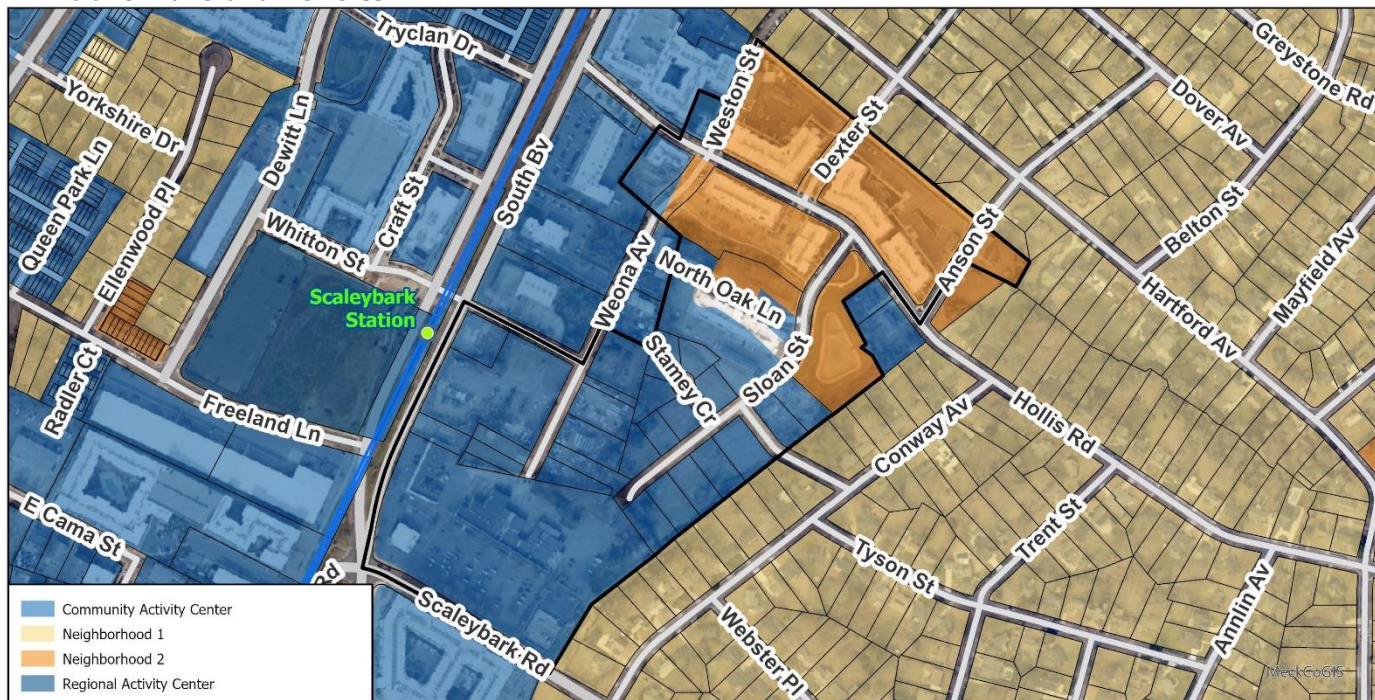 Tryclan Dr
Weston St
Greystone Rd
Yorkshire Dr
Dewitt Ln
Dexter St
Dover Av
Queen Park Ln
Craft St
South Bv
Ellenwood Pl
Belton St
Whitton St
Anson St
Mayfield Av
Weona Av
North Oak Ln
Scaleybark
Station
Hartford Av
Stamey Cr
Sloan St
Radler Ct
Freeland Ln
Conway Av
Hollis Rd
E Cama St
Trent St
Tyson St
Rd
Scaleybark Rd
Webster Pl
Annlin Av
Community Activity Center
Neighborhood 1
Neighborhood 2
Regional Activity Center
MeckCoGIS